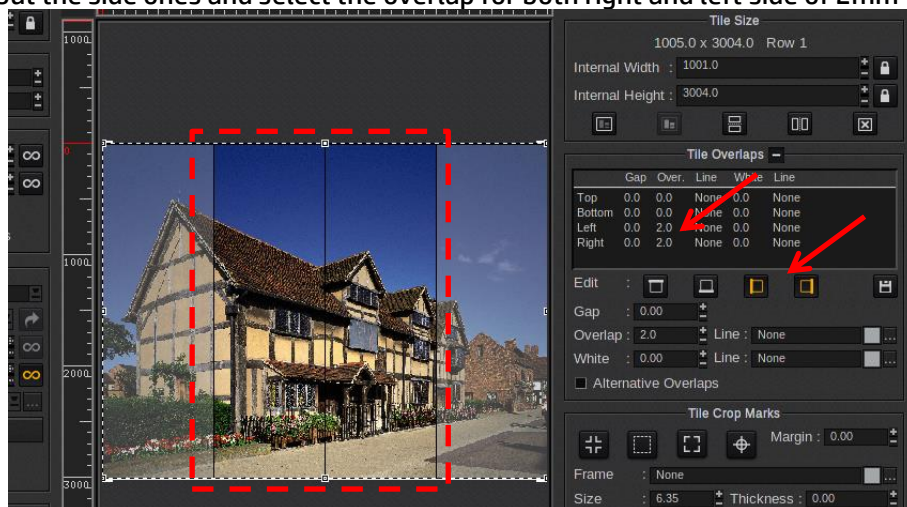 out the side ones and select the overlap for both right and left side of 2mm
Tile Size
1005.0 x 3004.0 Row 1
Internal Width : 1001.0
Internal Height : 3004.0
Tile Overlaps
Gap Over. Line White Line
Top 0.0 0.0 None 0.0 None
Bottom 0.0 0.0 None 0.0 None
Left 0.0 2.0 None 0.0 None
Right 0.0 2.0 None 0.0 None
Edit :
Gap : 0.00
Overlap : 2.0 Line : None
White : 0.00 Line : None
Alternative Overlaps
Tile Crop Marks
Margin : 0.00
Frame : None
Size : 6.35 Thickness : 0.00
1000
0
1000
2000
3000